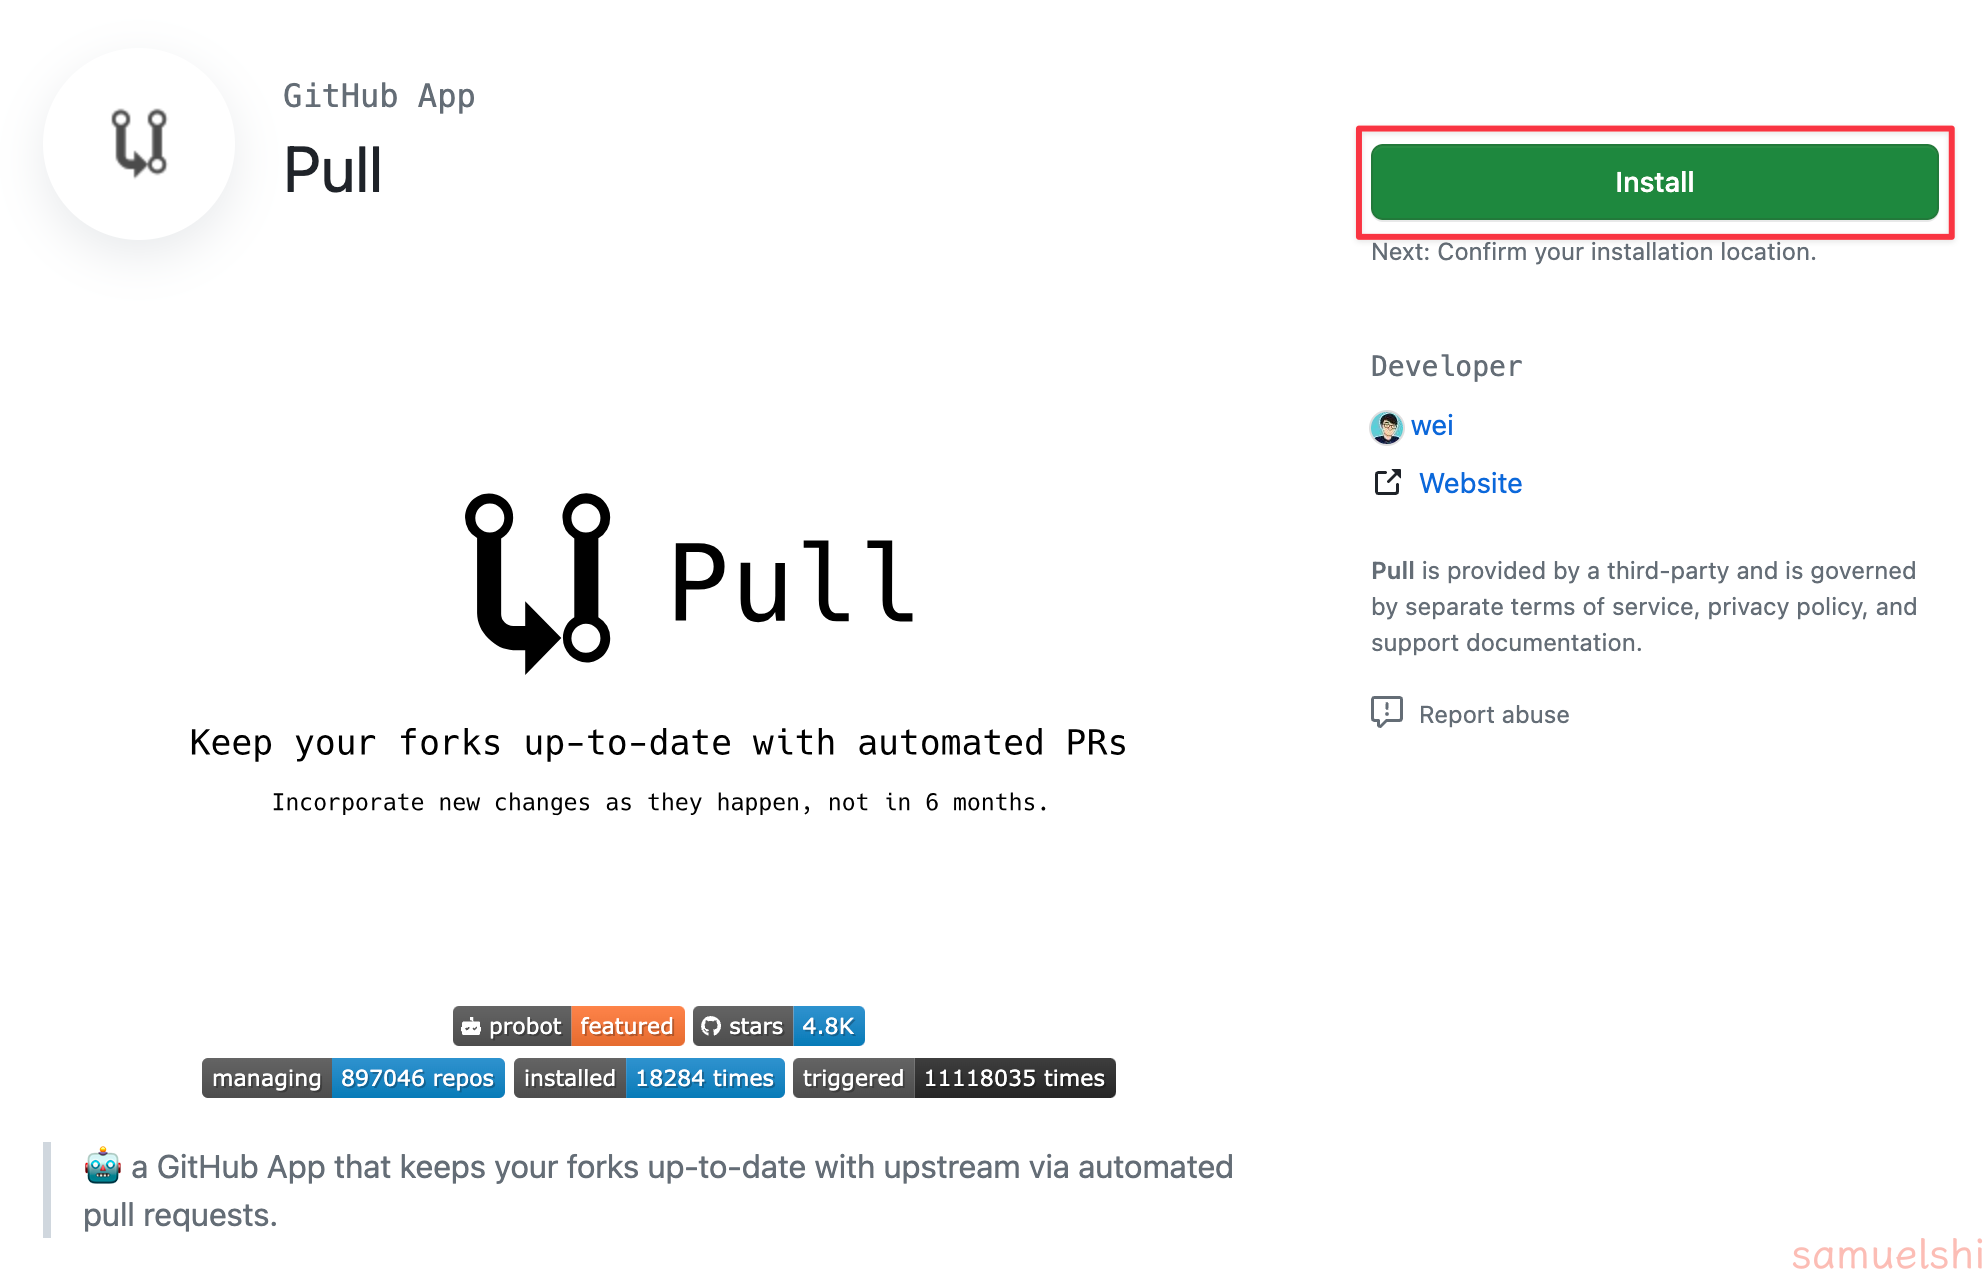 GitHub App
Pull
Install
Next: Confirm your installation location.
Developer
wei
Website
Pull is provided by a third-party and is governed
by separate terms of service, privacy policy, and
support documentation.
Report abuse
Pull
Keep your forks up-to-date with automated PRs
Incorporate new changes as they happen, not in 6 months.
probot featured stars 4.8K
managing 897046 repos installed 18284 times triggered 11118035 times
🤖 a GitHub App that keeps your forks up-to-date with upstream via automated
pull requests.
samuelshi